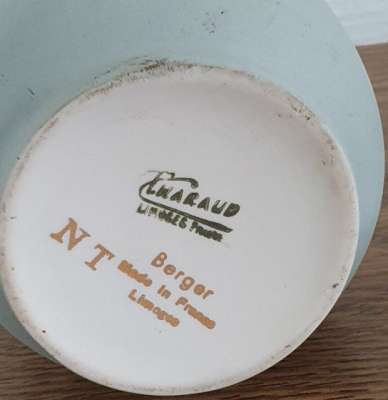 CHARAUD
LIMOGES France
NT
Berger
Made in France
Limoges